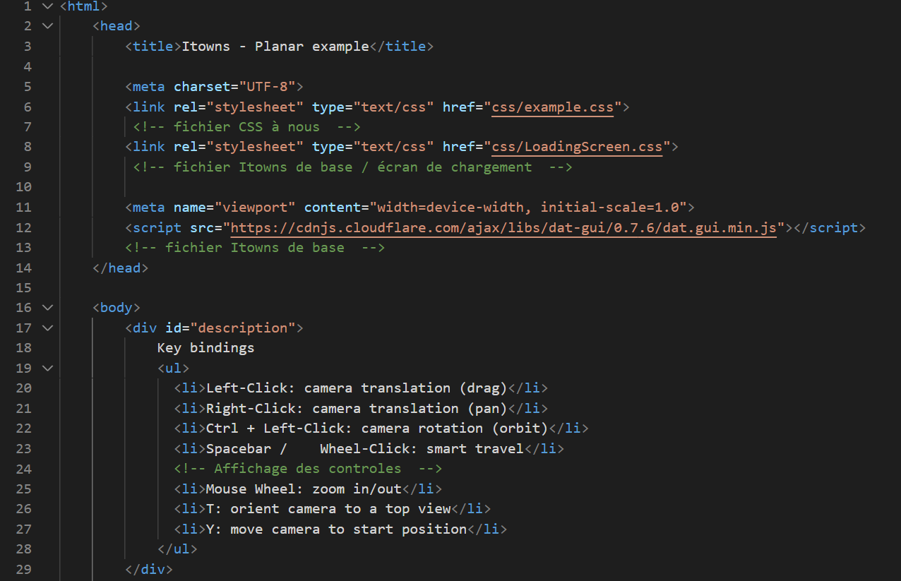 1 <html>
2 <head>
3 <title>Itowns - Planar example</title>
4
5 <meta charset="UTF-8">
6 <link rel="stylesheet" type="text/css" href="css/example.css">
7 <!-- fichier CSS à nous  -->
8 <link rel="stylesheet" type="text/css" href="css/LoadingScreen.css">
9 <!-- fichier Itowns de base / écran de chargement  -->
10
11 <meta name="viewport" content="width=device-width, initial-scale=1.0">
12 <script src="https://cdnjs.cloudflare.com/ajax/libs/dat-gui/0.7.6/dat.gui.min.js"></script>
13 <!-- fichier Itowns de base  -->
14 </head>
15
16 <body>
17 <div id="description">
18 Key bindings
19 <ul>
20 <li>Left-Click: camera translation (drag)</li>
21 <li>Right-Click: camera translation (pan)</li>
22 <li>Ctrl + Left-Click: camera rotation (orbit)</li>
23 <li>Spacebar /    Wheel-Click: smart travel</li>
24 <!-- Affichage des controles  -->
25 <li>Mouse Wheel: zoom in/out</li>
26 <li>T: orient camera to a top view</li>
27 <li>Y: move camera to start position</li>
28 </ul>
29 </div>